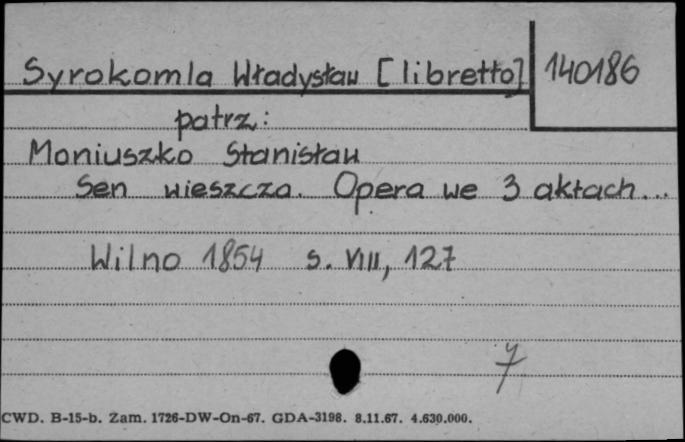 Syrokomla Władysław [libretto] 140186
patrz:
Moniuszko Stanisław
Sen wieszcza. Opera we 3 aktach...
Wilno 1854 s. VIII, 127
7
CWD. B-15-b. Zam. 1726-DW-On-67. GDA-3198. 8.11.67. 4.630.000.